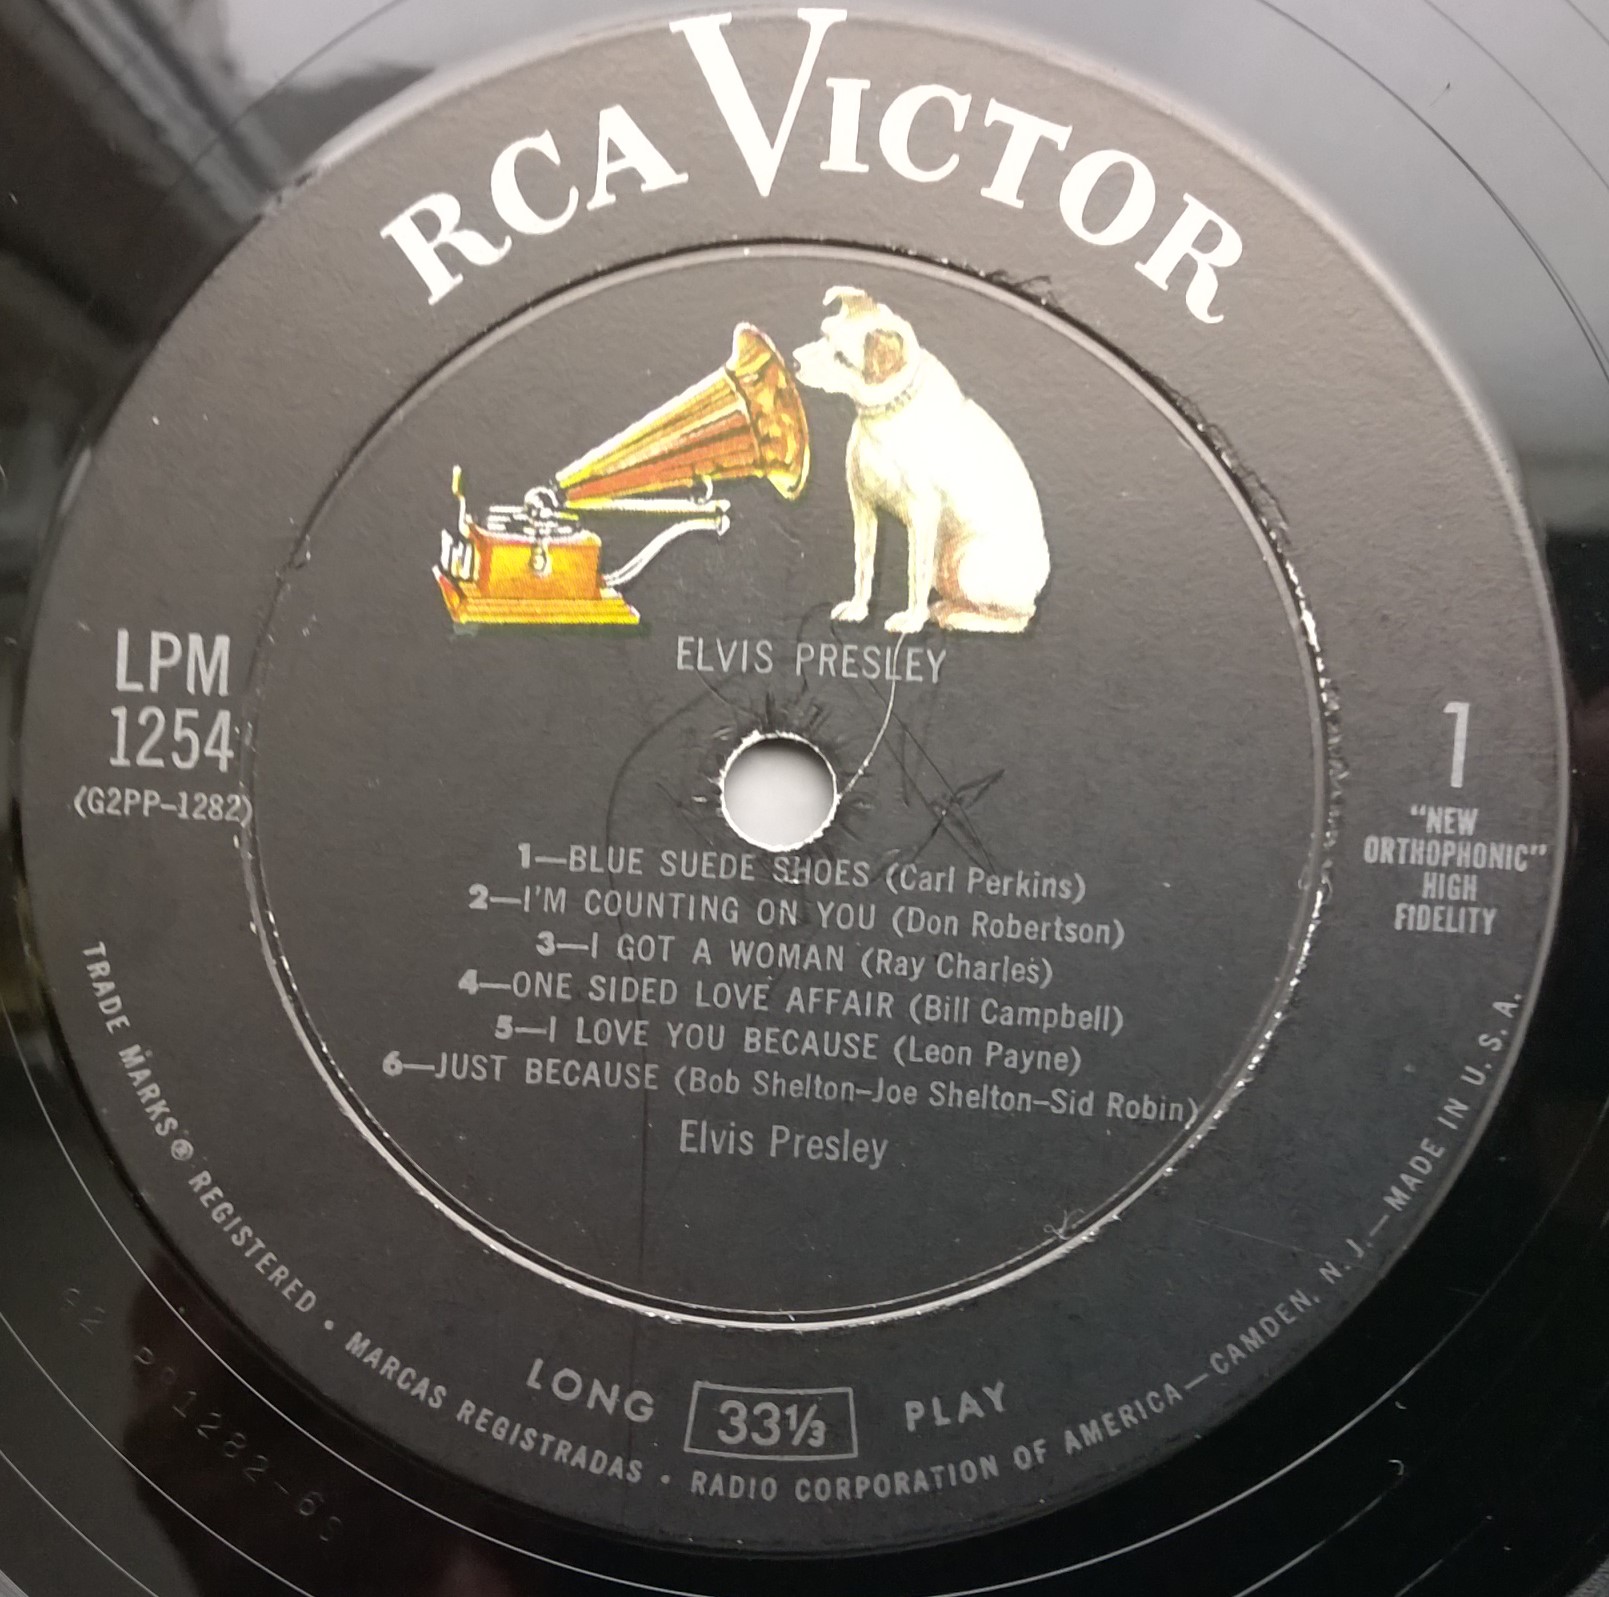 RCA VICTOR
ELVIS PRESLEY
LPM
1254
(G2PP-1282)
1
"NEW
ORTHOPHONIC"
HIGH
FIDELITY
1—BLUE SUEDE SHOES (Carl Perkins)
2—I'M COUNTING ON YOU (Don Robertson)
3—I GOT A WOMAN (Ray Charles)
4—ONE SIDED LOVE AFFAIR (Bill Campbell)
5—I LOVE YOU BECAUSE (Leon Payne)
6—JUST BECAUSE (Bob Shelton–Joe Shelton–Sid Robin)
Elvis Presley
LONG 33⅓ PLAY
TRADE MARKS® REGISTERED • MARCAS REGISTRADAS • RADIO CORPORATION OF AMERICA—CAMDEN, N. J.—MADE IN U. S. A.